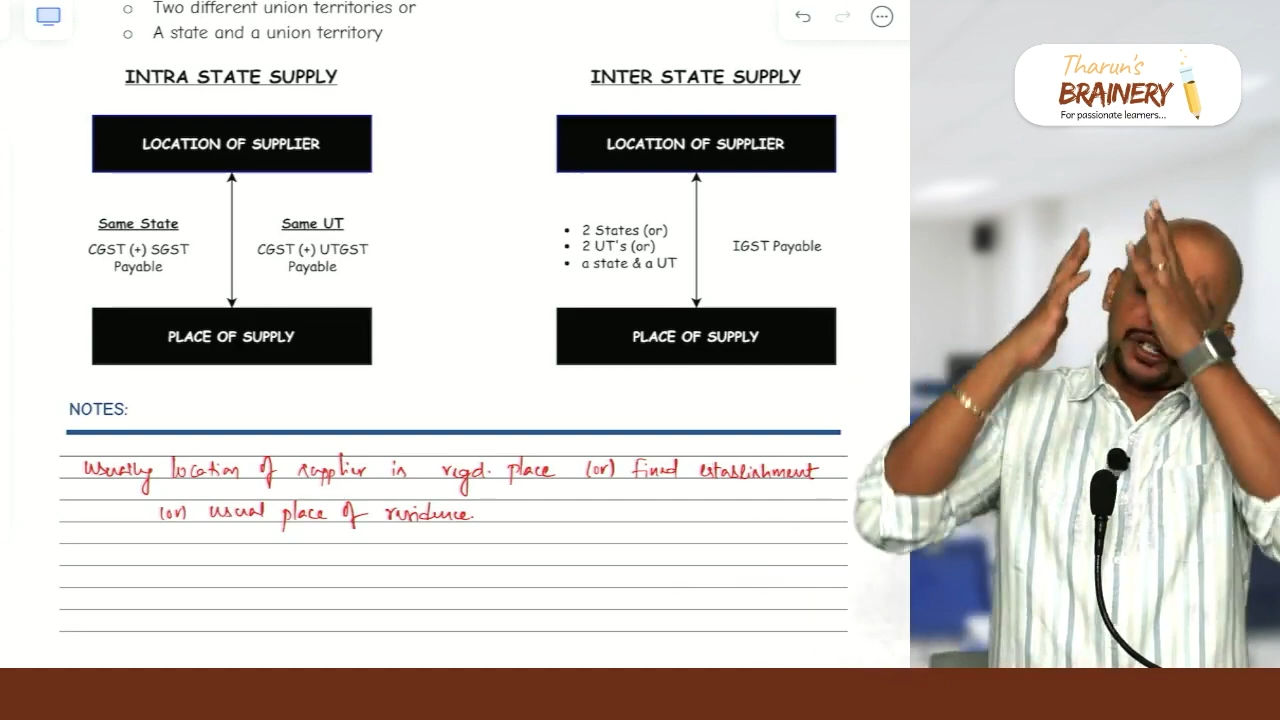 Two different union territories or
A state and a union territory
INTRA STATE SUPPLY
LOCATION OF SUPPLIER
Same State
CGST (+) SGST
Payable
Same UT
CGST (+) UTGST
Payable
PLACE OF SUPPLY
INTER STATE SUPPLY
LOCATION OF SUPPLIER
2 States (or)
2 UT's (or)
a state & a UT
IGST Payable
PLACE OF SUPPLY
NOTES:
Usually location of supplier is regd. place (or) fixed establishment
(or) usual place of residence.
Tharun's
BRAINERY
For passionate learners...